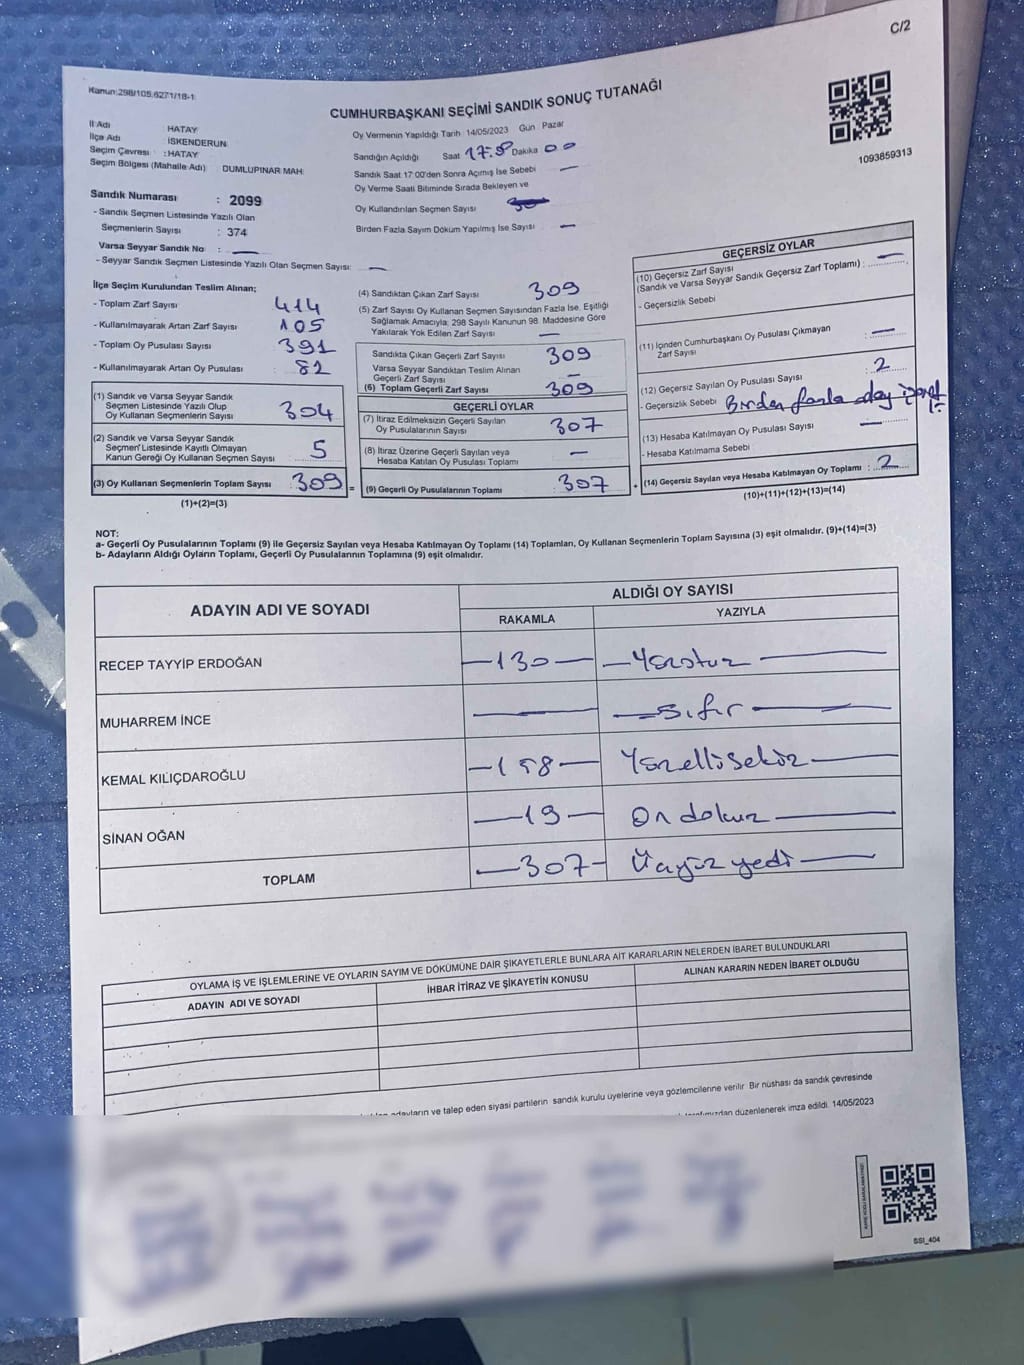 C/2
Kanun:298/105,6271/18-1
CUMHURBAŞKANI SEÇİMİ SANDIK SONUÇ TUTANAĞI
İl Adı : HATAY
İlçe Adı : İSKENDERUN
Seçim Çevresi : HATAY
Seçim Bölgesi (Mahalle Adı) : DUMLUPINAR MAH.
Oy Vermenin Yapıldığı Tarih 14/05/2023 Gün Pazar
Sandığın Açıldığı Saat 17:00 Dakika 00
Sandık Saat 17:00'den Sonra Açımış İse Sebebi —
Oy Verme Saati Bitiminde Sırada Bekleyen ve
Oy Kullandırılan Seçmen Sayısı
Birden Fazla Sayım Döküm Yapılmış İse Sayısı —
1093859313
Sandık Numarası : 2099
- Sandık Seçmen Listesinde Yazılı Olan
Seçmenlerin Sayısı : 374
Varsa Seyyar Sandık No : —
- Seyyar Sandık Seçmen Listesinde Yazılı Olan Seçmen Sayısı: —
İlçe Seçim Kurulundan Teslim Alınan;
- Toplam Zarf Sayısı : 414
- Kullanılmayarak Artan Zarf Sayısı : 105
- Toplam Oy Pusulası Sayısı : 391
- Kullanılmayarak Artan Oy Pusulası : 82
(1) Sandık ve Varsa Seyyar Sandık
Seçmen Listesinde Yazılı Olup
Oy Kullanan Seçmenlerin Sayısı : 304
(2) Sandık ve Varsa Seyyar Sandık
Seçmen Listesinde Kayıtlı Olmayan
Kanun Gereği Oy Kullanan Seçmen Sayısı : 5
(3) Oy Kullanan Seçmenlerin Toplam Sayısı : 309 =
(1)+(2)=(3)
(4) Sandıktan Çıkan Zarf Sayısı : 309
(5) Zarf Sayısı Oy Kullanan Seçmen Sayısından Fazla İse, Eşitliği
Sağlamak Amacıyla; 298 Sayılı Kanunun 98. Maddesine Göre
Yakılarak Yok Edilen Zarf Sayısı : —
Sandıkta Çıkan Geçerli Zarf Sayısı : 309
Varsa Seyyar Sandıktan Teslim Alınan
Geçerli Zarf Sayısı : —
(6) Toplam Geçerli Zarf Sayısı : 309
GEÇERLİ OYLAR
(7) İtiraz Edilmeksizin Geçerli Sayılan
Oy Pusulalarının Sayısı : 307
(8) İtiraz Üzerine Geçerli Sayılan veya
Hesaba Katılan Oy Pusulası Toplamı : —
(9) Geçerli Oy Pusulalarının Toplamı : 307 +
GEÇERSİZ OYLAR
(10) Geçersiz Zarf Sayısı
(Sandık ve Varsa Seyyar Sandık Geçersiz Zarf Toplamı) : —
- Geçersizlik Sebebi
(11) İçinden Cumhurbaşkanı Oy Pusulası Çıkmayan
Zarf Sayısı : —
(12) Geçersiz Sayılan Oy Pusulası Sayısı : 2
- Geçersizlik Sebebi Birden fazla aday işaret
(13) Hesaba Katılmayan Oy Pusulası Sayısı : —
- Hesaba Katılmama Sebebi
(14) Geçersiz Sayılan veya Hesaba Katılmayan Oy Toplamı : 2
(10)+(11)+(12)+(13)=(14)
NOT:
a- Geçerli Oy Pusulalarının Toplamı (9) ile Geçersiz Sayılan veya Hesaba Katılmayan Oy Toplamı (14) Toplamları, Oy Kullanan Seçmenlerin Toplam Sayısına (3) eşit olmalıdır. (9)+(14)=(3)
b- Adayların Aldığı Oyların Toplamı, Geçerli Oy Pusulalarının Toplamına (9) eşit olmalıdır.
ADAYIN ADI VE SOYADI ALDIĞI OY SAYISI
RAKAMLA YAZIYLA
RECEP TAYYİP ERDOĞAN —130— —Yüzotuz—
MUHARREM İNCE — —sıfır—
KEMAL KILIÇDAROĞLU —158— Yüzellisekiz—
SİNAN OĞAN —19— On dokuz—
TOPLAM —307— Üçyüz yedi—
OYLAMA İŞ VE İŞLEMLERİNE VE OYLARIN SAYIM VE DÖKÜMÜNE DAİR ŞİKAYETLERLE BUNLARA AİT KARARLARIN NELERDEN İBARET BULUNDUKLARI
ADAYIN ADI VE SOYADI İHBAR İTİRAZ VE ŞİKAYETİN KONUSU ALINAN KARARIN NEDEN İBARET OLDUĞU
adayların ve talep eden siyasi partilerin sandık kurulu üyelerine veya gözlemcilerine verilir. Bir nüshası da sandık çevresinde
düzenlenerek imza edildi. 14/05/2023
SSI_404